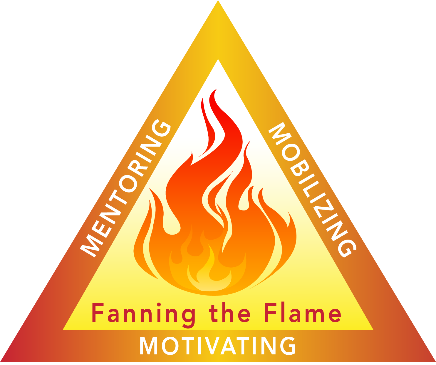 MENTORING
MOBILIZING
Fanning the Flame
MOTIVATING